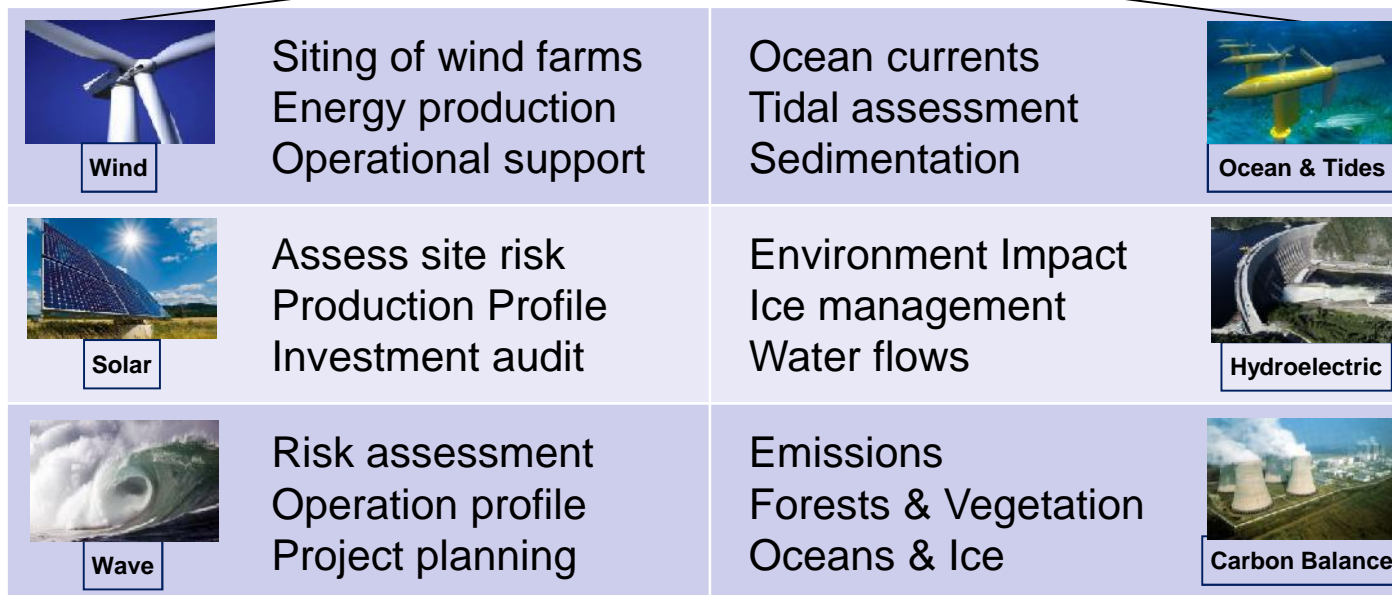 Siting of wind farms
Energy production
Operational support
Wind
Ocean currents
Tidal assessment
Sedimentation
Ocean & Tides
Assess site risk
Production Profile
Investment audit
Solar
Environment Impact
Ice management
Water flows
Hydroelectric
Risk assessment
Operation profile
Project planning
Wave
Emissions
Forests & Vegetation
Oceans & Ice
Carbon Balance